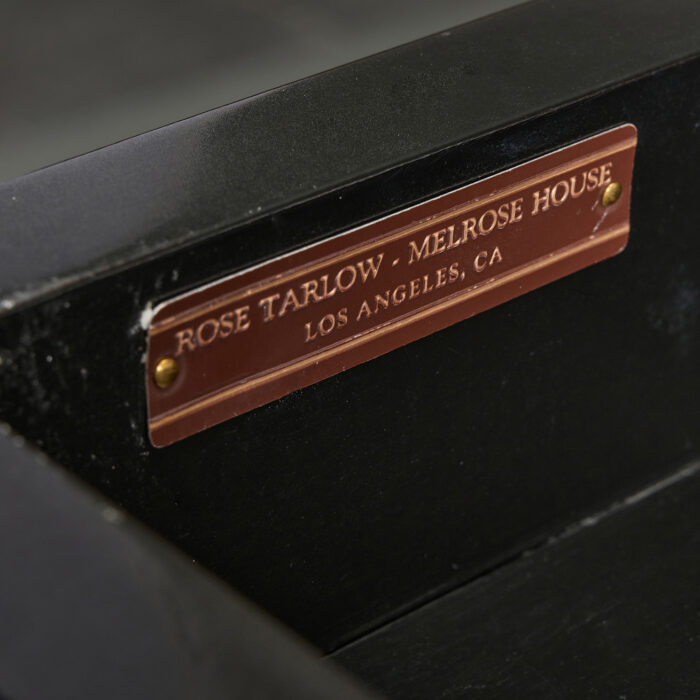 ROSE TARLOW - MELROSE HOUSE
LOS ANGELES, CA